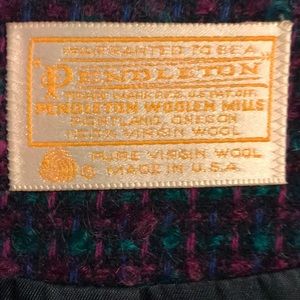 WARRANTED TO BE A
"PENDLETON"
TRADE MARK REG. U.S. PAT. OFF.
PENDLETON WOOLEN MILLS
PORTLAND, OREGON
100% VIRGIN WOOL
PURE VIRGIN WOOL
MADE IN U.S.A.